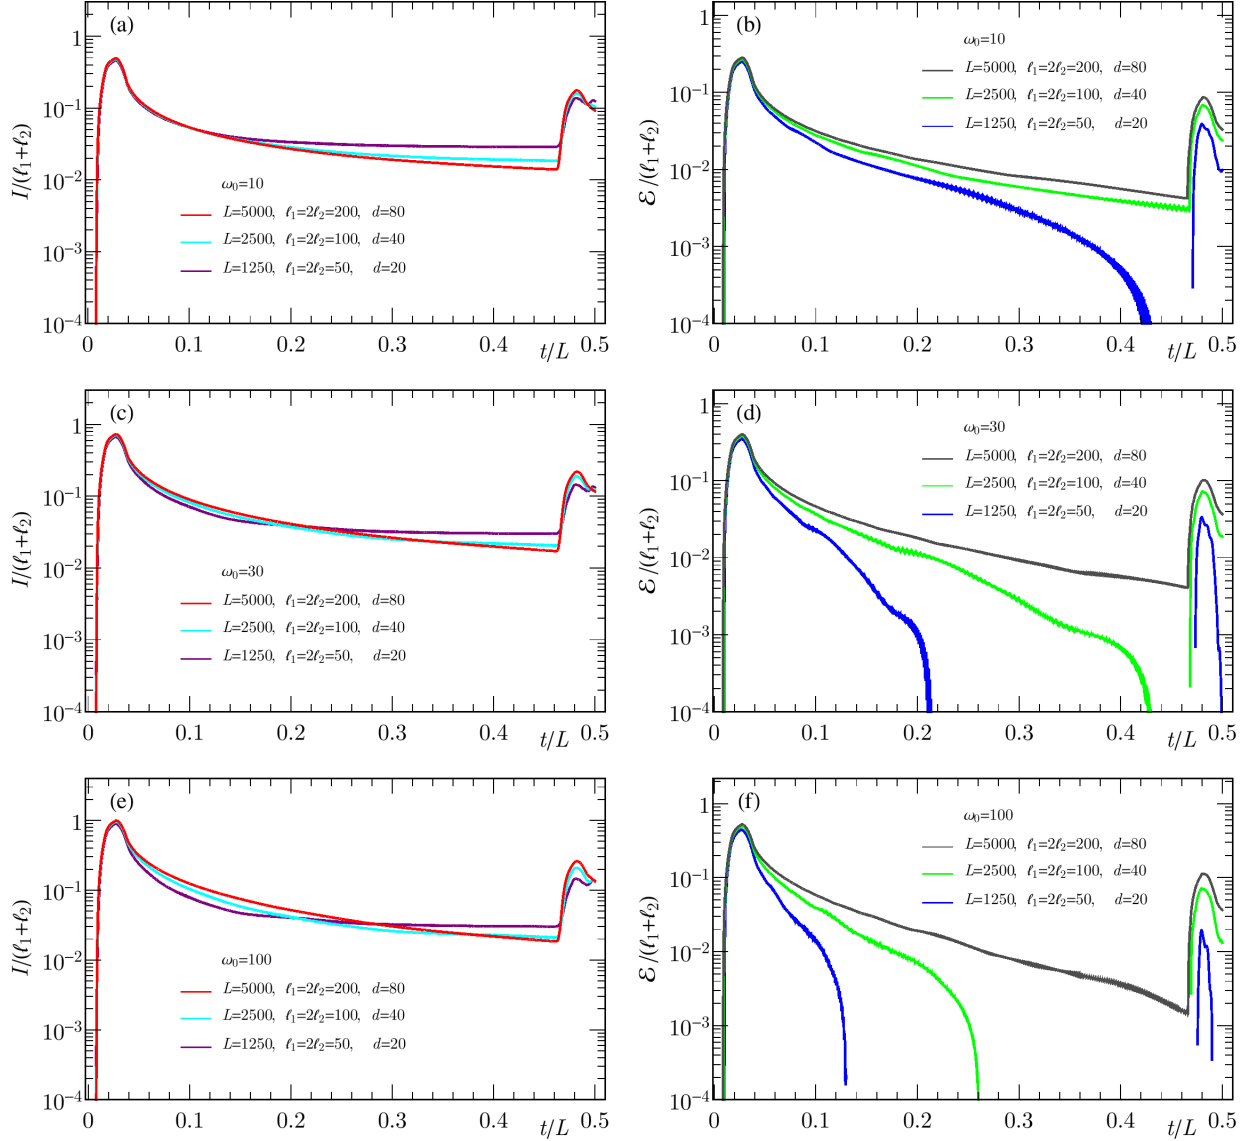 (a)
I/(ℓ₁+ℓ₂)
1
10⁻¹
10⁻²
10⁻³
10⁻⁴
ω₀=10
L=5000, ℓ₁=2ℓ₂=200, d=80
L=2500, ℓ₁=2ℓ₂=100, d=40
L=1250, ℓ₁=2ℓ₂=50, d=20
0 0.1 0.2 0.3 0.4 t/L 0.5
(b)
ℰ/(ℓ₁+ℓ₂)
1
10⁻¹
10⁻²
10⁻³
10⁻⁴
ω₀=10
L=5000, ℓ₁=2ℓ₂=200, d=80
L=2500, ℓ₁=2ℓ₂=100, d=40
L=1250, ℓ₁=2ℓ₂=50, d=20
0 0.1 0.2 0.3 0.4 t/L 0.5
(c)
I/(ℓ₁+ℓ₂)
1
10⁻¹
10⁻²
10⁻³
10⁻⁴
ω₀=30
L=5000, ℓ₁=2ℓ₂=200, d=80
L=2500, ℓ₁=2ℓ₂=100, d=40
L=1250, ℓ₁=2ℓ₂=50, d=20
0 0.1 0.2 0.3 0.4 t/L 0.5
(d)
ℰ/(ℓ₁+ℓ₂)
1
10⁻¹
10⁻²
10⁻³
10⁻⁴
ω₀=30
L=5000, ℓ₁=2ℓ₂=200, d=80
L=2500, ℓ₁=2ℓ₂=100, d=40
L=1250, ℓ₁=2ℓ₂=50, d=20
0 0.1 0.2 0.3 0.4 t/L 0.5
(e)
I/(ℓ₁+ℓ₂)
1
10⁻¹
10⁻²
10⁻³
10⁻⁴
ω₀=100
L=5000, ℓ₁=2ℓ₂=200, d=80
L=2500, ℓ₁=2ℓ₂=100, d=40
L=1250, ℓ₁=2ℓ₂=50, d=20
0 0.1 0.2 0.3 0.4 t/L 0.5
(f)
ℰ/(ℓ₁+ℓ₂)
1
10⁻¹
10⁻²
10⁻³
10⁻⁴
ω₀=100
L=5000, ℓ₁=2ℓ₂=200, d=80
L=2500, ℓ₁=2ℓ₂=100, d=40
L=1250, ℓ₁=2ℓ₂=50, d=20
0 0.1 0.2 0.3 0.4 t/L 0.5